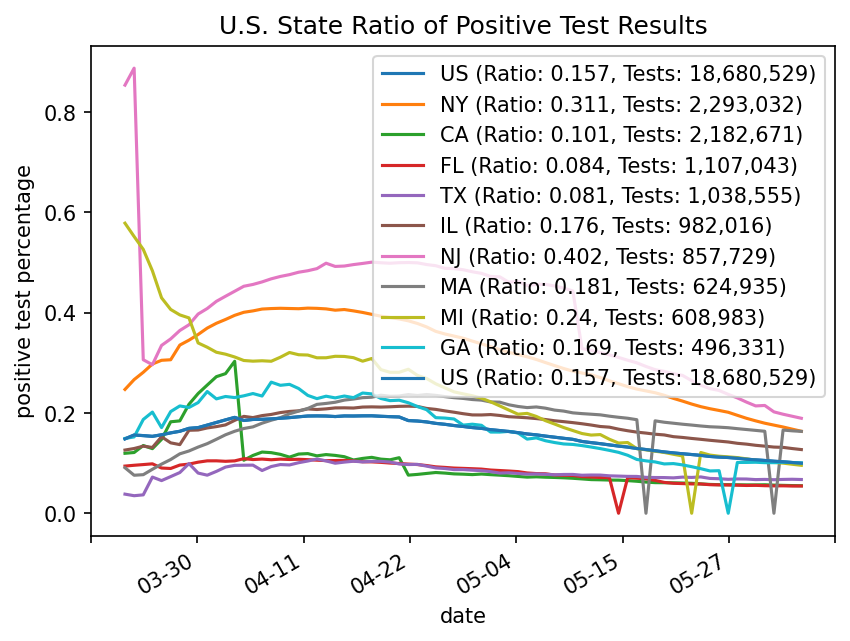 U.S. State Ratio of Positive Test Results
US (Ratio: 0.157, Tests: 18,680,529)
NY (Ratio: 0.311, Tests: 2,293,032)
CA (Ratio: 0.101, Tests: 2,182,671)
FL (Ratio: 0.084, Tests: 1,107,043)
TX (Ratio: 0.081, Tests: 1,038,555)
IL (Ratio: 0.176, Tests: 982,016)
NJ (Ratio: 0.402, Tests: 857,729)
MA (Ratio: 0.181, Tests: 624,935)
MI (Ratio: 0.24, Tests: 608,983)
GA (Ratio: 0.169, Tests: 496,331)
US (Ratio: 0.157, Tests: 18,680,529)
positive test percentage
0.8
0.6
0.4
0.2
0.0
03-30 04-11 04-22 05-04 05-15 05-27
date